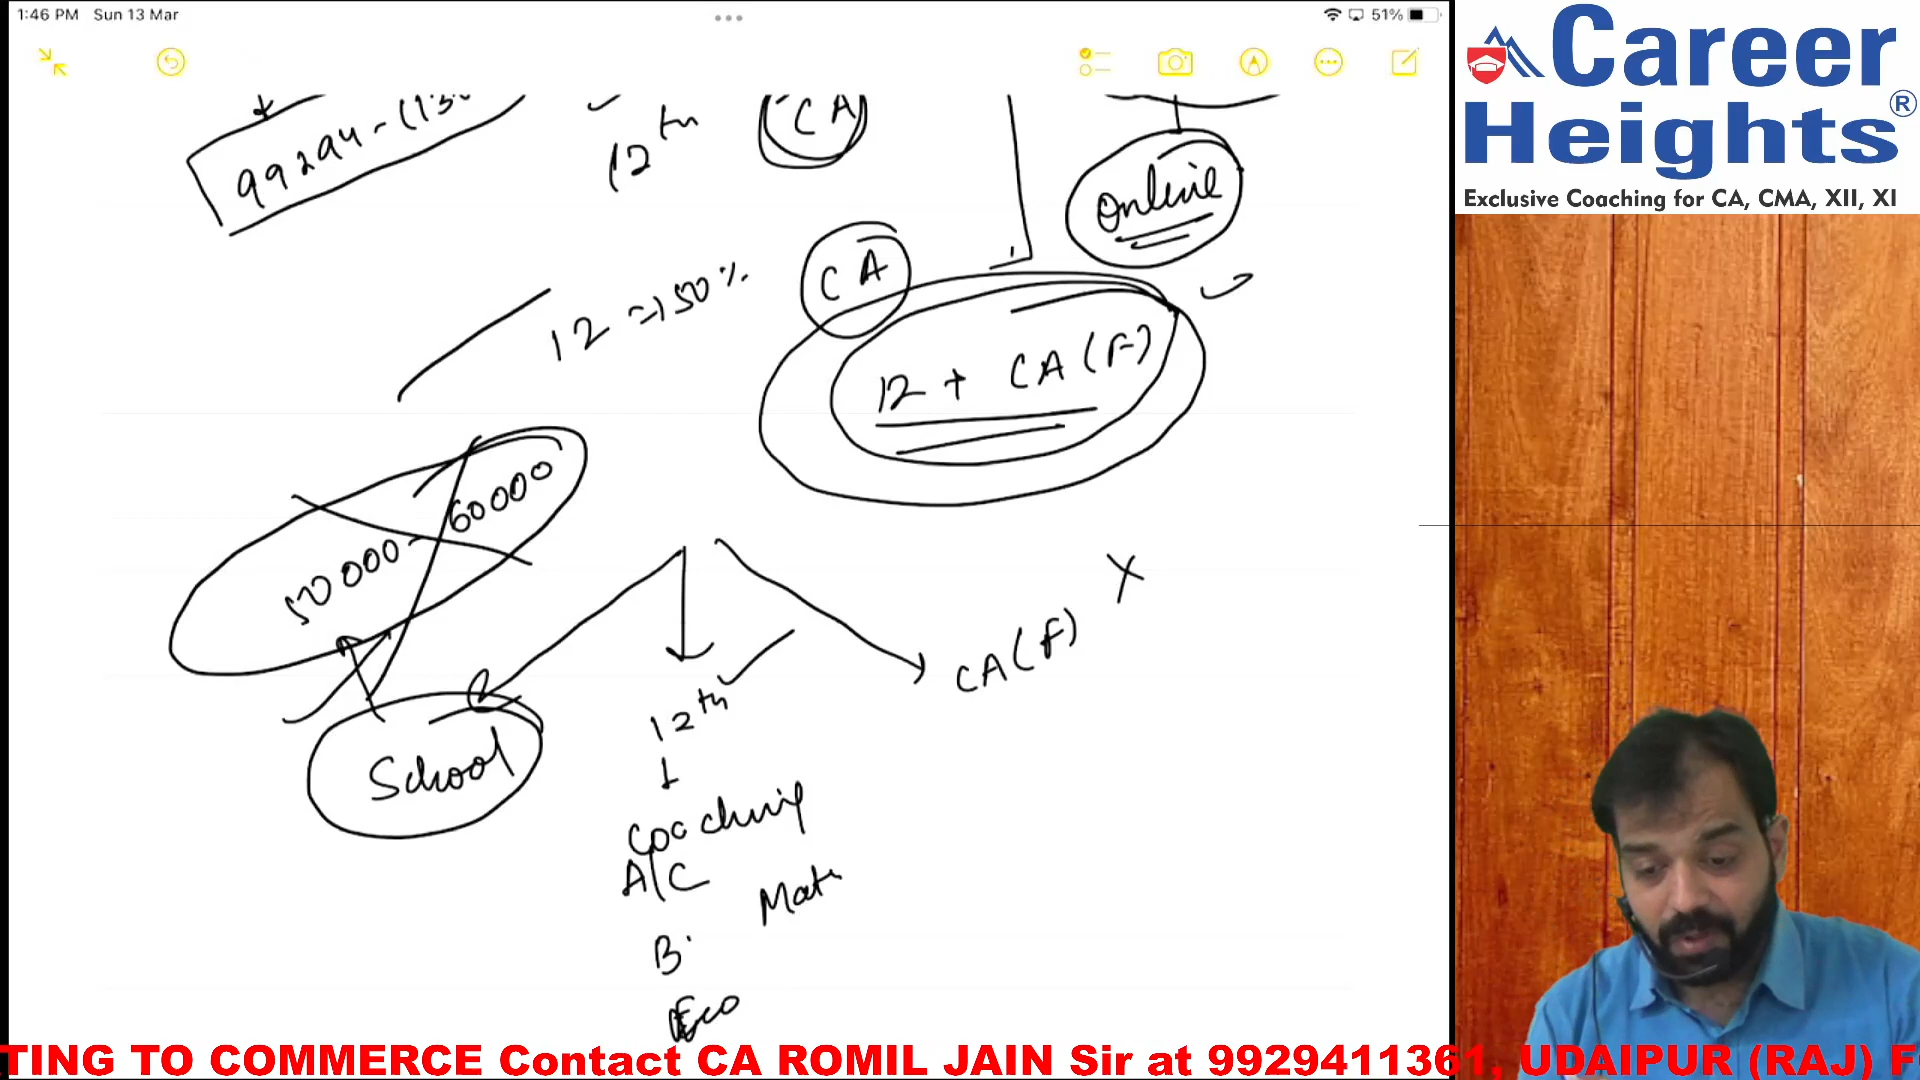 1:46 PM Sun 13 Mar
51%
Career
Heights®
Exclusive Coaching for CA, CMA, XII, XI
99294-
12th
CA
Online
CA
12 => 50%
12 + CA (F)
50000 - 60000
CA (F) X
12th
School
Coaching
A/C
Mat
B
Eco
TING TO COMMERCE Contact CA ROMIL JAIN Sir at 9929411361, UDAIPUR (RAJ) F